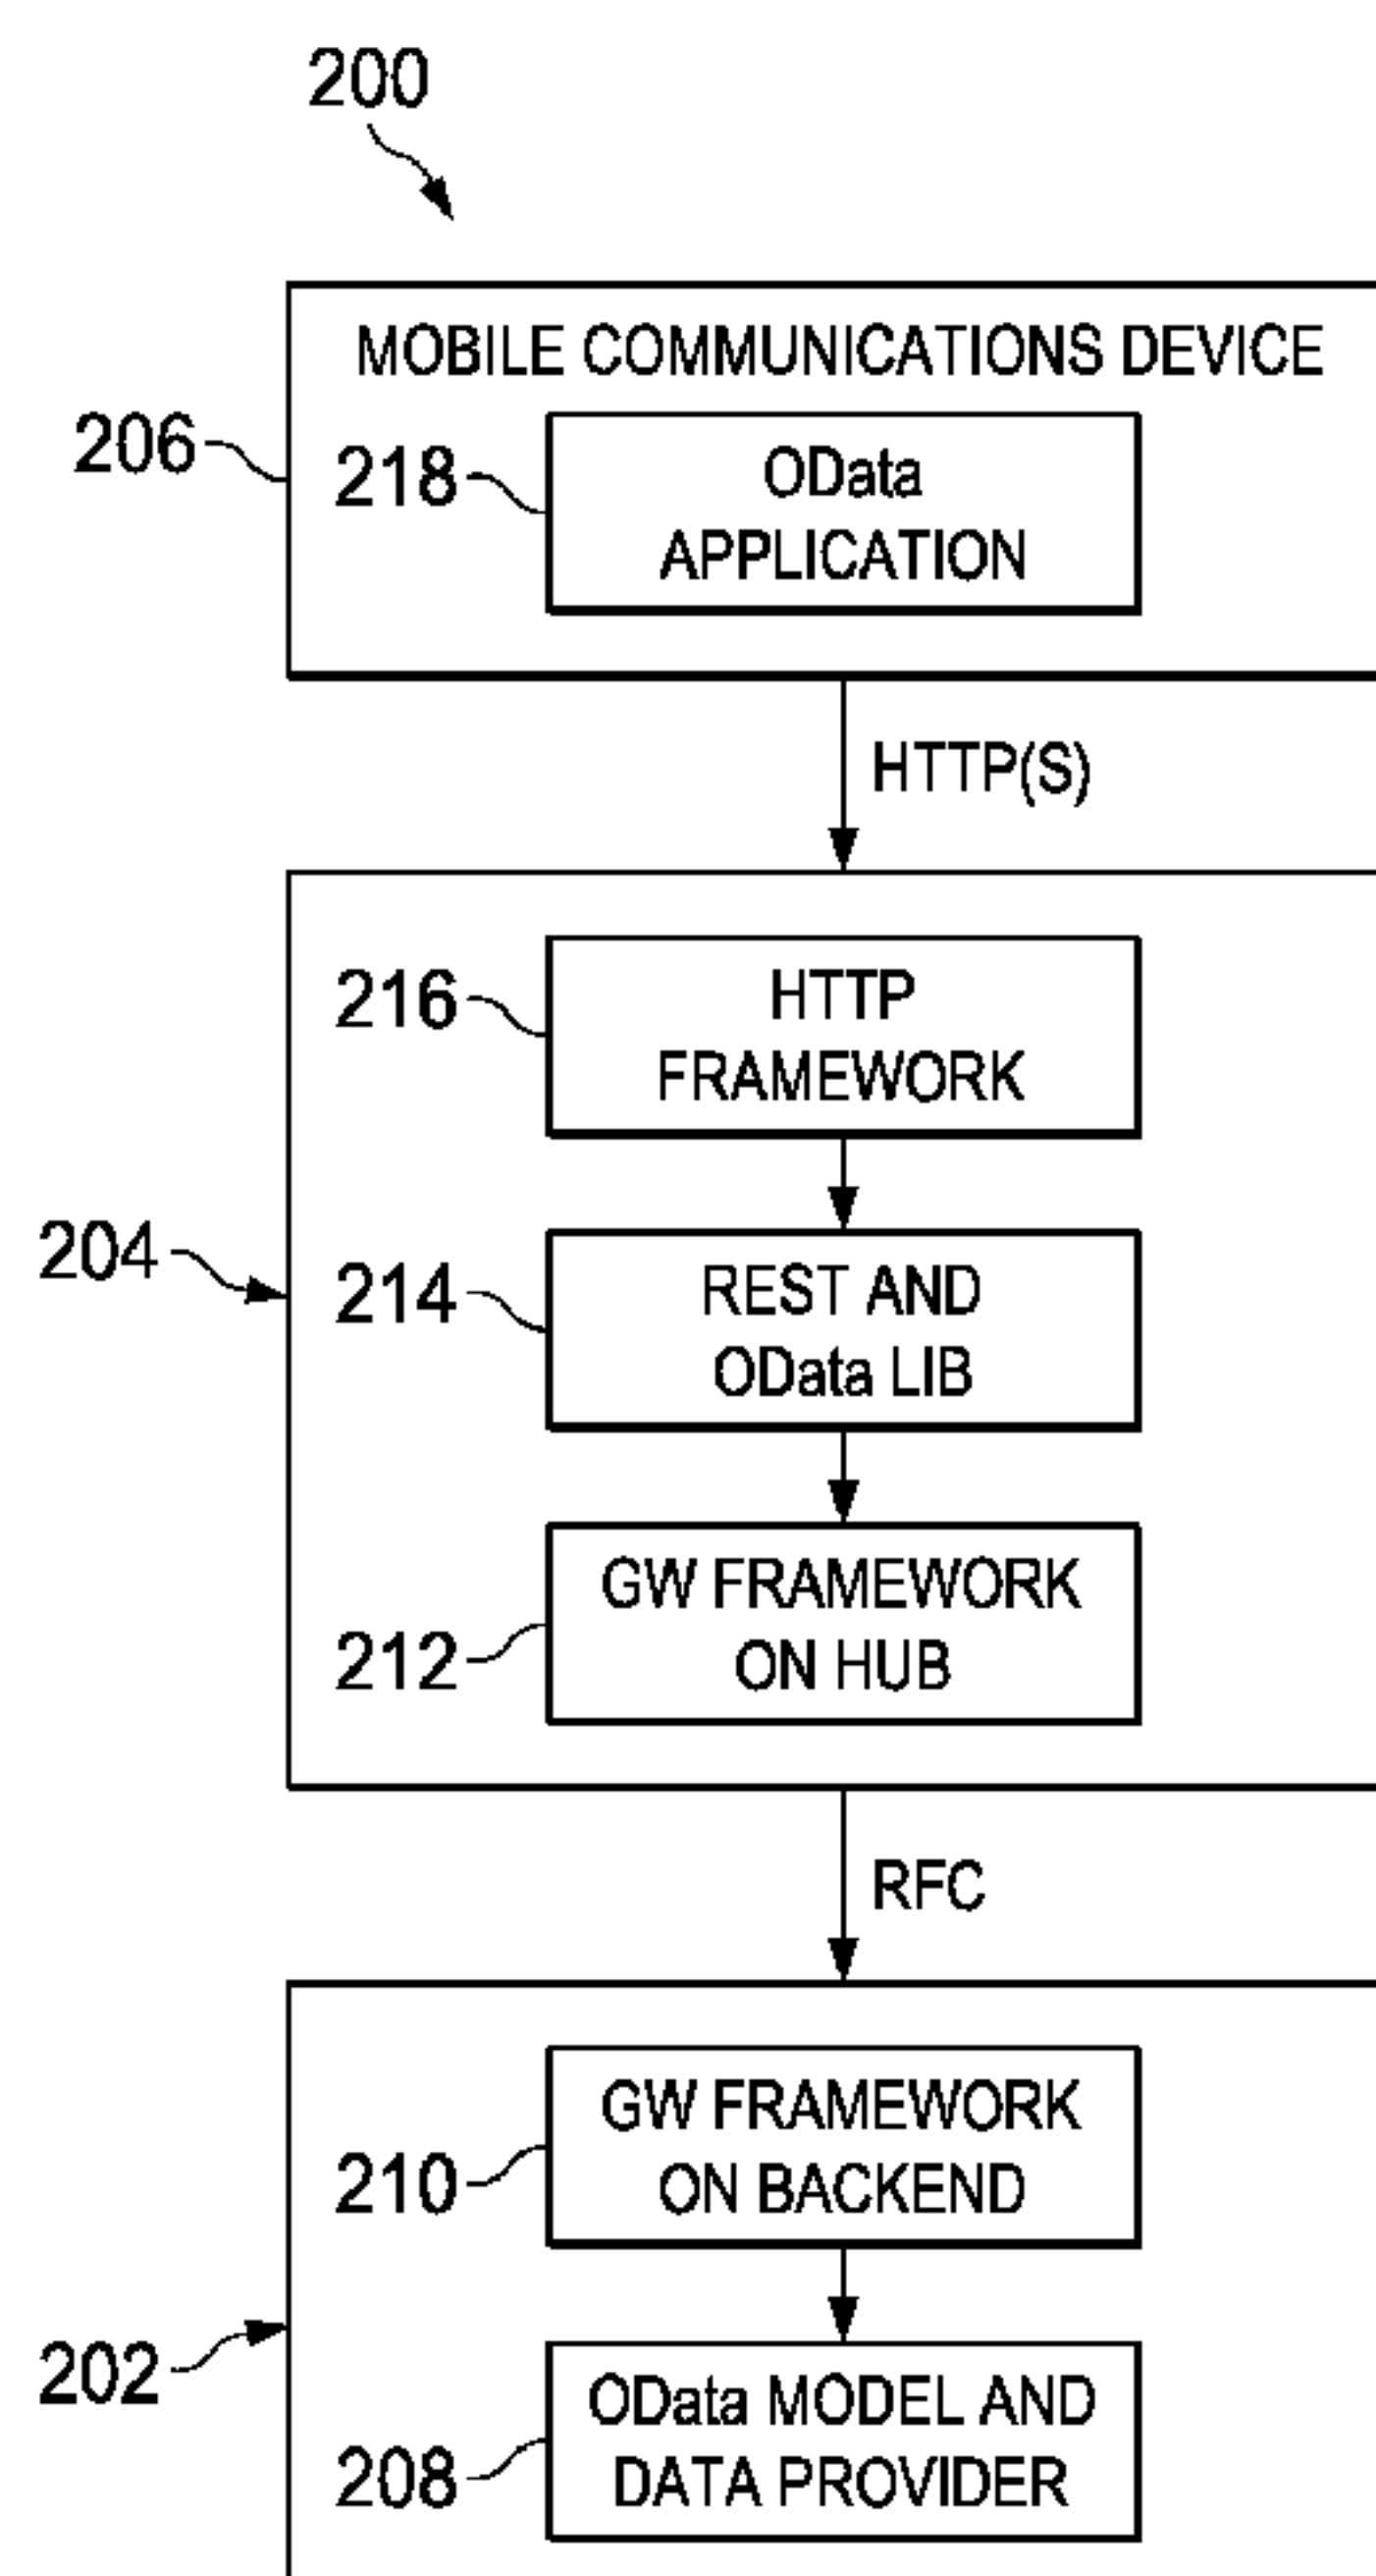 200
MOBILE COMMUNICATIONS DEVICE
206
218
OData
APPLICATION
HTTP(S)
216
HTTP
FRAMEWORK
204
214
REST AND
OData LIB
GW FRAMEWORK
ON HUB
212
RFC
GW FRAMEWORK
ON BACKEND
210
202
OData MODEL AND
DATA PROVIDER
208